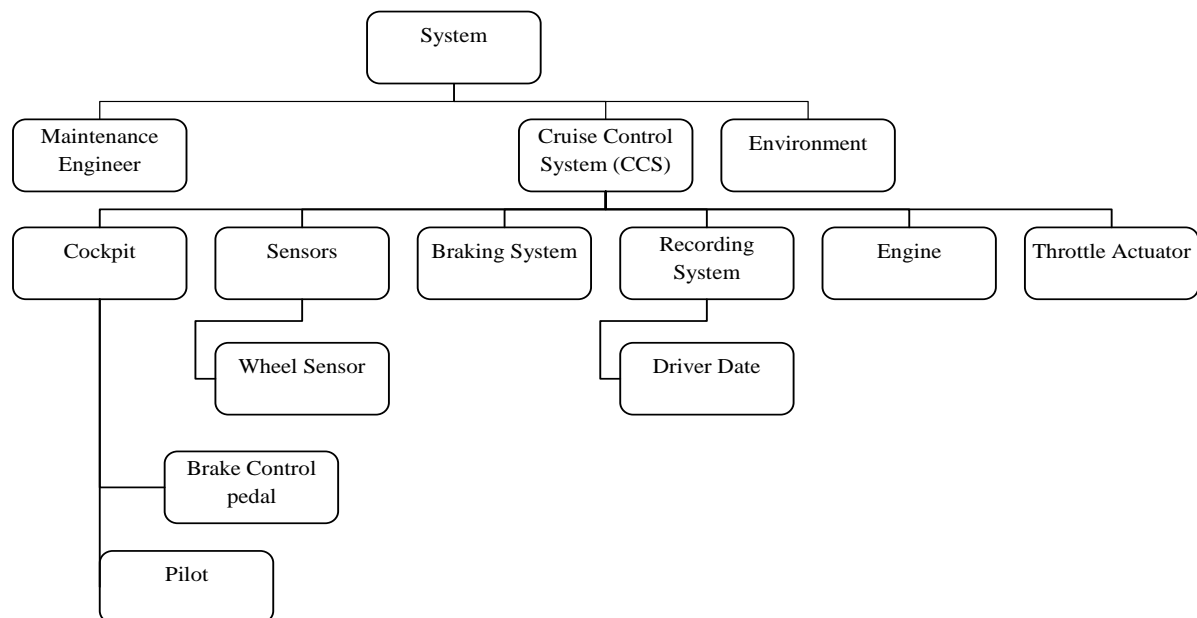 System
Maintenance
Engineer
Cruise Control
System (CCS)
Environment
Cockpit
Sensors
Braking System
Recording
System
Engine
Throttle Actuator
Wheel Sensor
Driver Date
Brake Control
pedal
Pilot